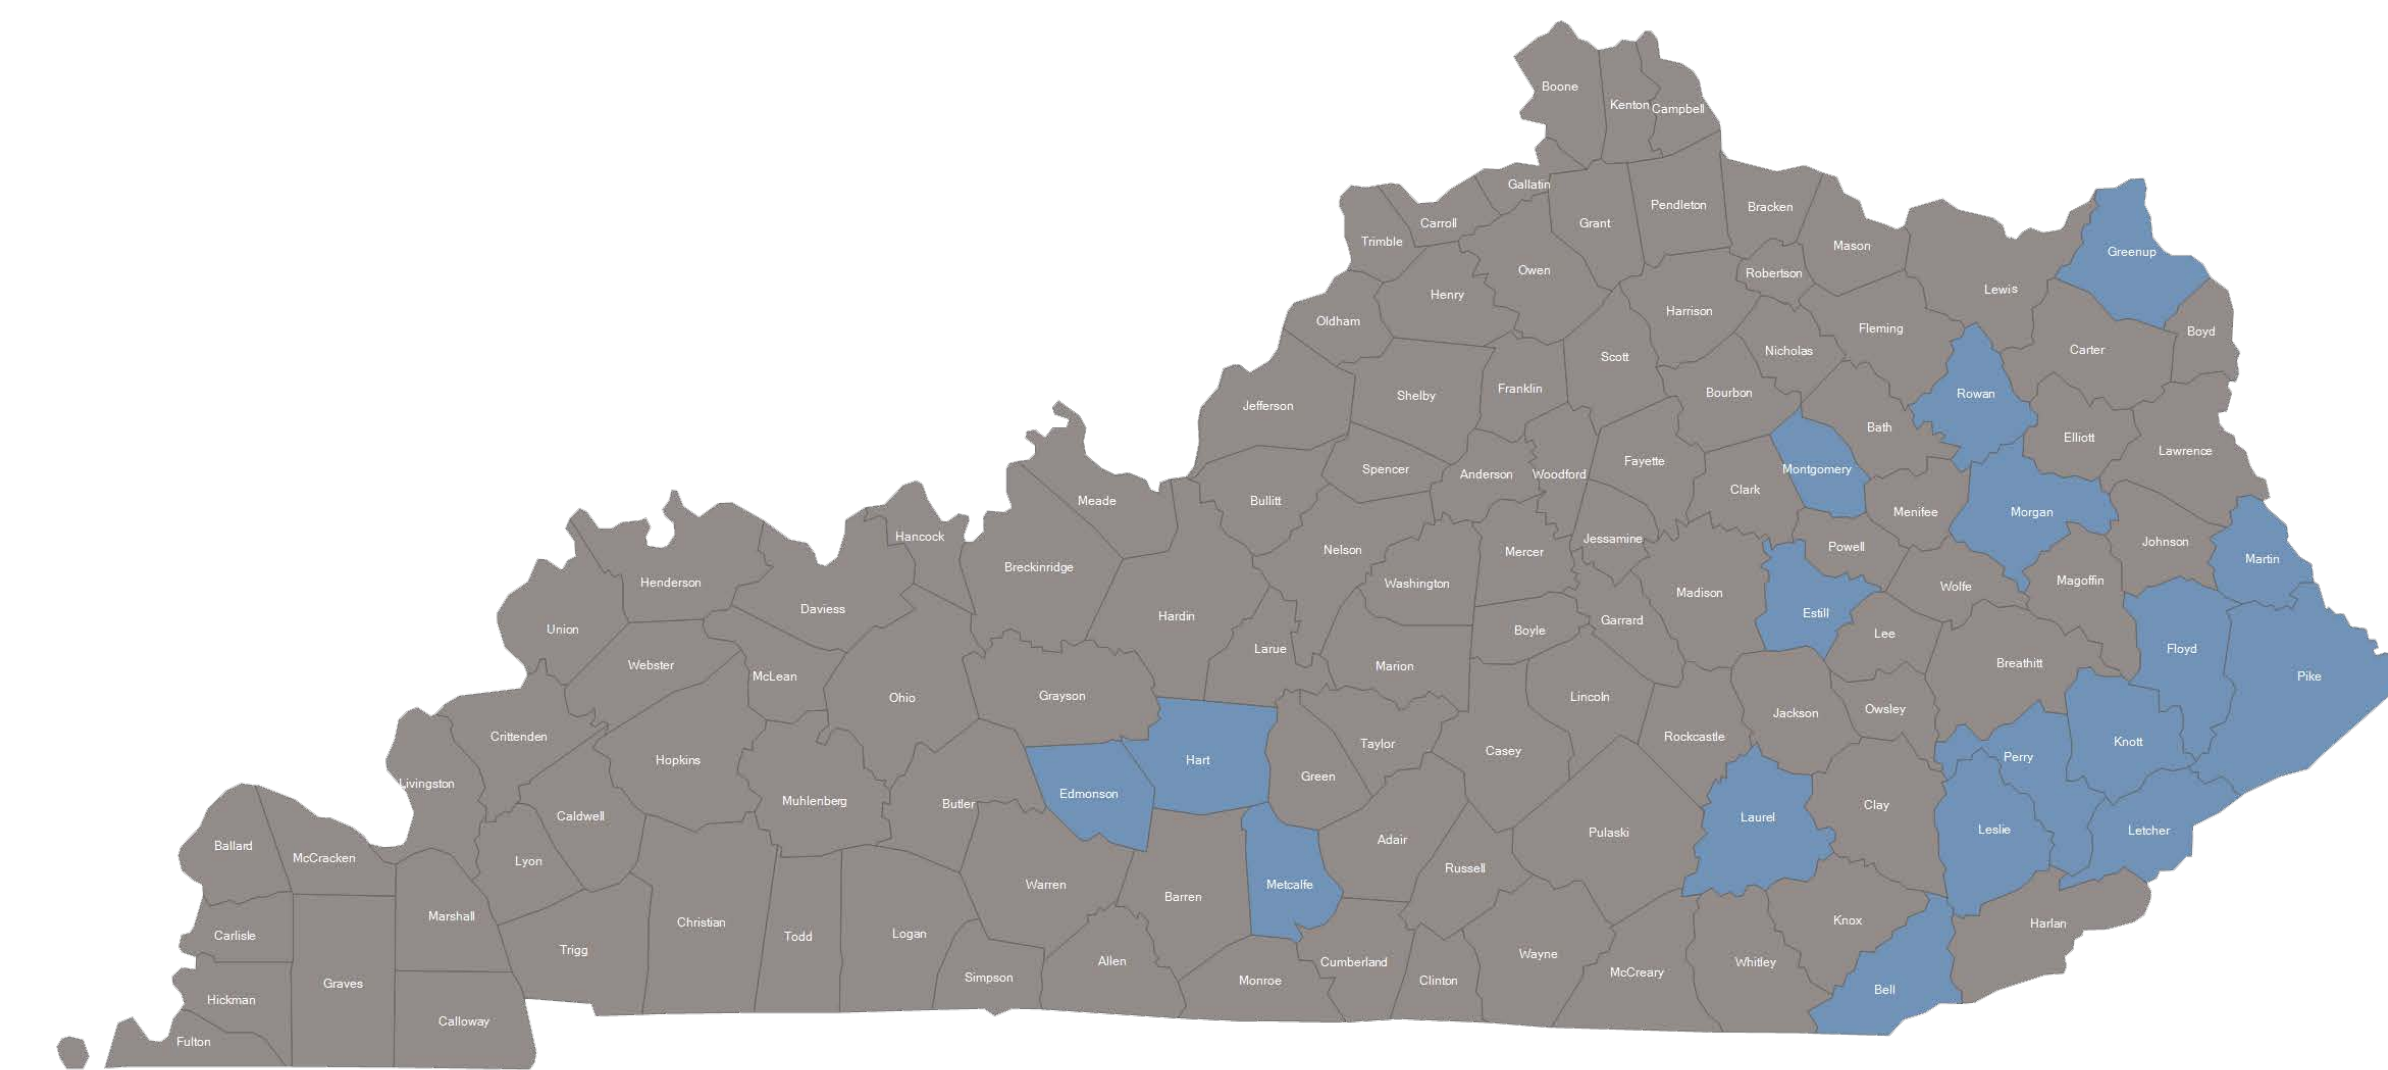 Boone
Kenton
Campbell
Gallatin
Carroll
Trimble
Grant
Pendleton
Bracken
Mason
Robertson
Owen
Henry
Oldham
Harrison
Lewis
Greenup
Boyd
Carter
Fleming
Nicholas
Scott
Franklin
Shelby
Jefferson
Bourbon
Rowan
Bath
Elliott
Lawrence
Spencer
Anderson
Woodford
Fayette
Montgomery
Clark
Bullitt
Meade
Hancock
Menifee
Morgan
Johnson
Martin
Powell
Jessamine
Mercer
Nelson
Washington
Breckinridge
Henderson
Daviess
Union
Hardin
Madison
Wolfe
Magoffin
Estill
Garrard
Boyle
Lee
Larue
Marion
Floyd
Pike
Breathitt
Webster
McLean
Ohio
Grayson
Lincoln
Jackson
Owsley
Rockcastle
Casey
Taylor
Green
Hart
Edmonson
Knott
Perry
Crittenden
Hopkins
Livingston
Caldwell
Muhlenberg
Butler
Clay
Laurel
Leslie
Letcher
Pulaski
Adair
Russell
Metcalfe
Barren
Warren
Ballard
McCracken
Lyon
Marshall
Christian
Trigg
Todd
Logan
Simpson
Allen
Monroe
Cumberland
Clinton
Wayne
McCreary
Whitley
Knox
Harlan
Bell
Carlisle
Graves
Hickman
Calloway
Fulton